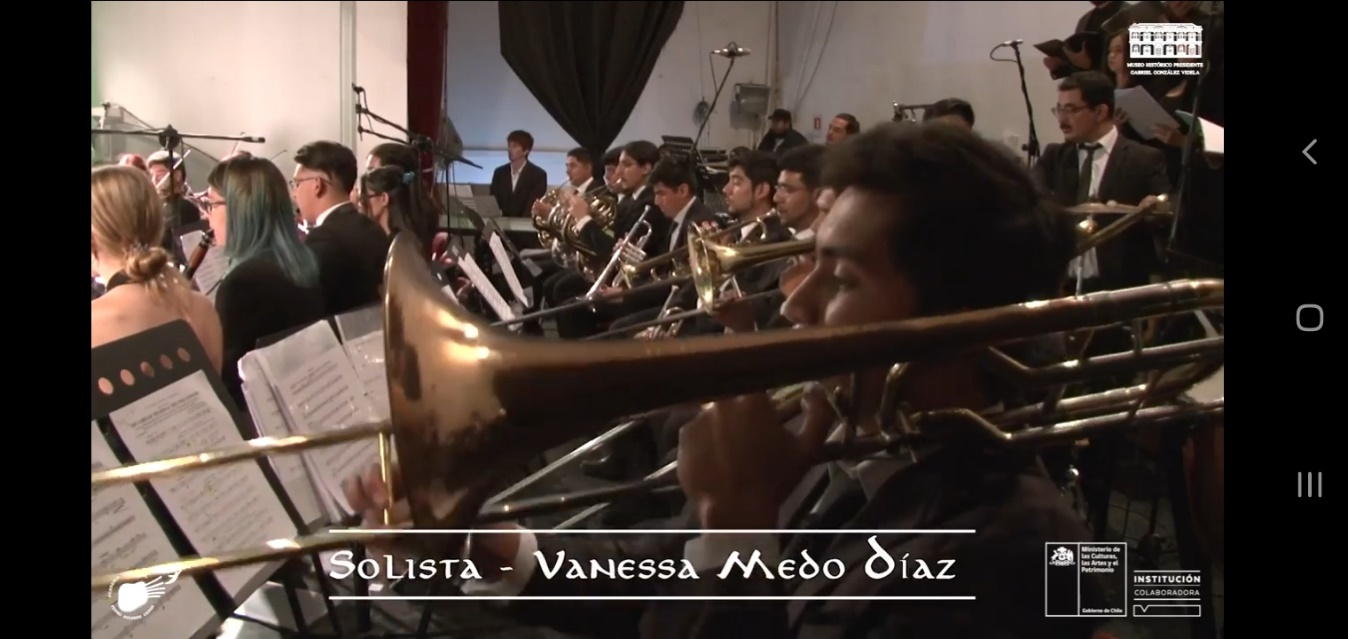 MUSEO HISTÓRICO PRESIDENTE
GABRIEL GONZÁLEZ VIDELA
Solista - Vanessa Medo Díaz
Ministerio de
las Culturas,
las Artes y el
Patrimonio
Gobierno de Chile
INSTITUCIÓN
COLABORADORA